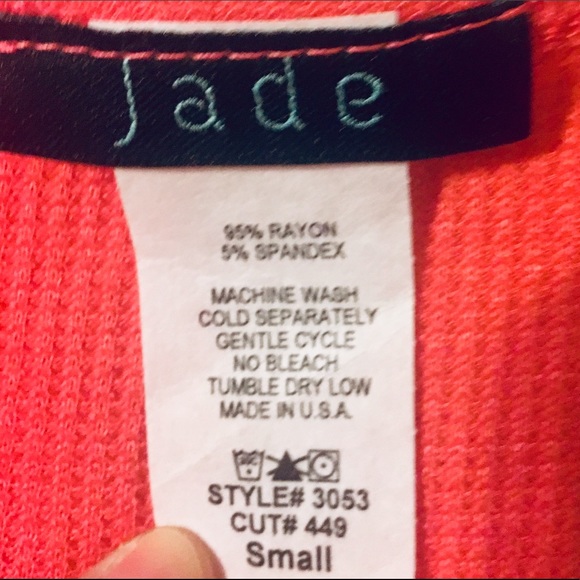 Jade
95% RAYON
5% SPANDEX
MACHINE WASH
COLD SEPARATELY
GENTLE CYCLE
NO BLEACH
TUMBLE DRY LOW
MADE IN U.S.A.
STYLE# 3053
CUT# 449
Small